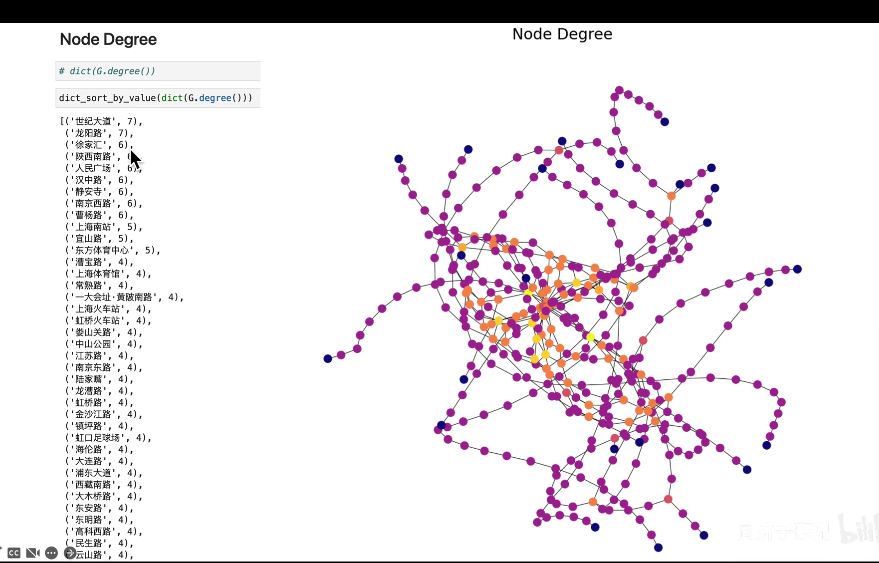 Node Degree
Node Degree
# dict(G.degree())
dict_sort_by_value(dict(G.degree()))
[('世纪大道', 7),
('龙阳路', 7),
('徐家汇', 6),
('陕西南路',
('人民广场', 6),
('汉中路', 6),
('静安寺', 6),
('南京西路', 6),
('曹杨路', 6),
('上海南站', 5),
('宜山路', 5),
('东方体育中心', 5),
('漕宝路', 4),
('上海体育馆', 4),
('常熟路', 4),
('一大会址·黄陂南路', 4),
('上海火车站', 4),
('虹桥火车站', 4),
('娄山关路', 4),
('中山公园', 4),
('江苏路', 4),
('南京东路', 4),
('陆家嘴', 4),
('龙漕路', 4),
('虹桥路', 4),
('金沙江路', 4),
('镇坪路', 4),
('虹口足球场', 4),
('海伦路', 4),
('大连路', 4),
('浦东大道', 4),
('西藏南路', 4),
('大木桥路', 4),
('东安路', 4),
('东明路', 4),
('高科西路', 4),
('民生路', 4),
云山路', 4),
CC